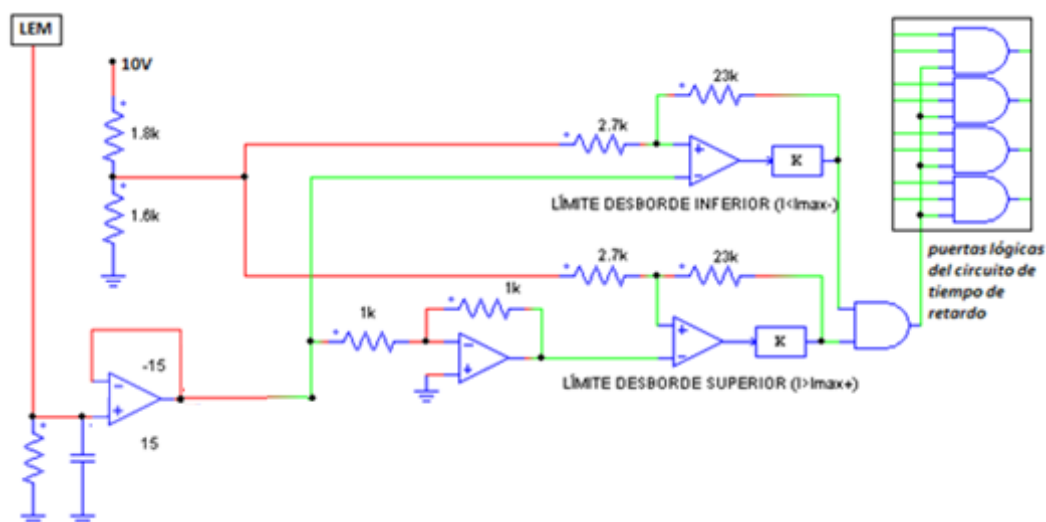 LEM
10V
1.8k
1.6k
23k
2.7k
K
LÍMITE DESBORDE INFERIOR (I<Imax-)
2.7k
23k
1k
1k
K
LÍMITE DESBORDE SUPERIOR (I>Imax+)
-15
15
puertas lógicas
del circuito de
tiempo de
retardo